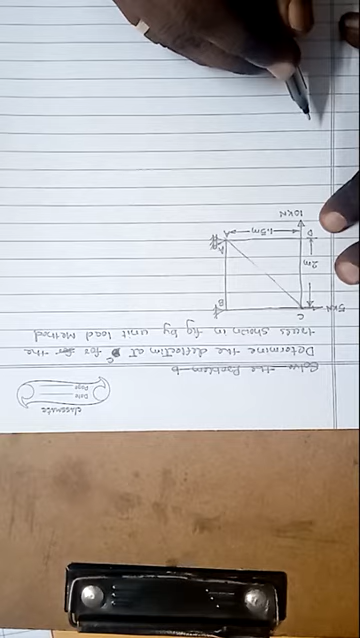 classmate
Date
Page
Solve the Problem
Determine the deflection at C for the
truss shown in fig by unit load Method
B
C
5kN
2m
A
D
1.5m
10kN